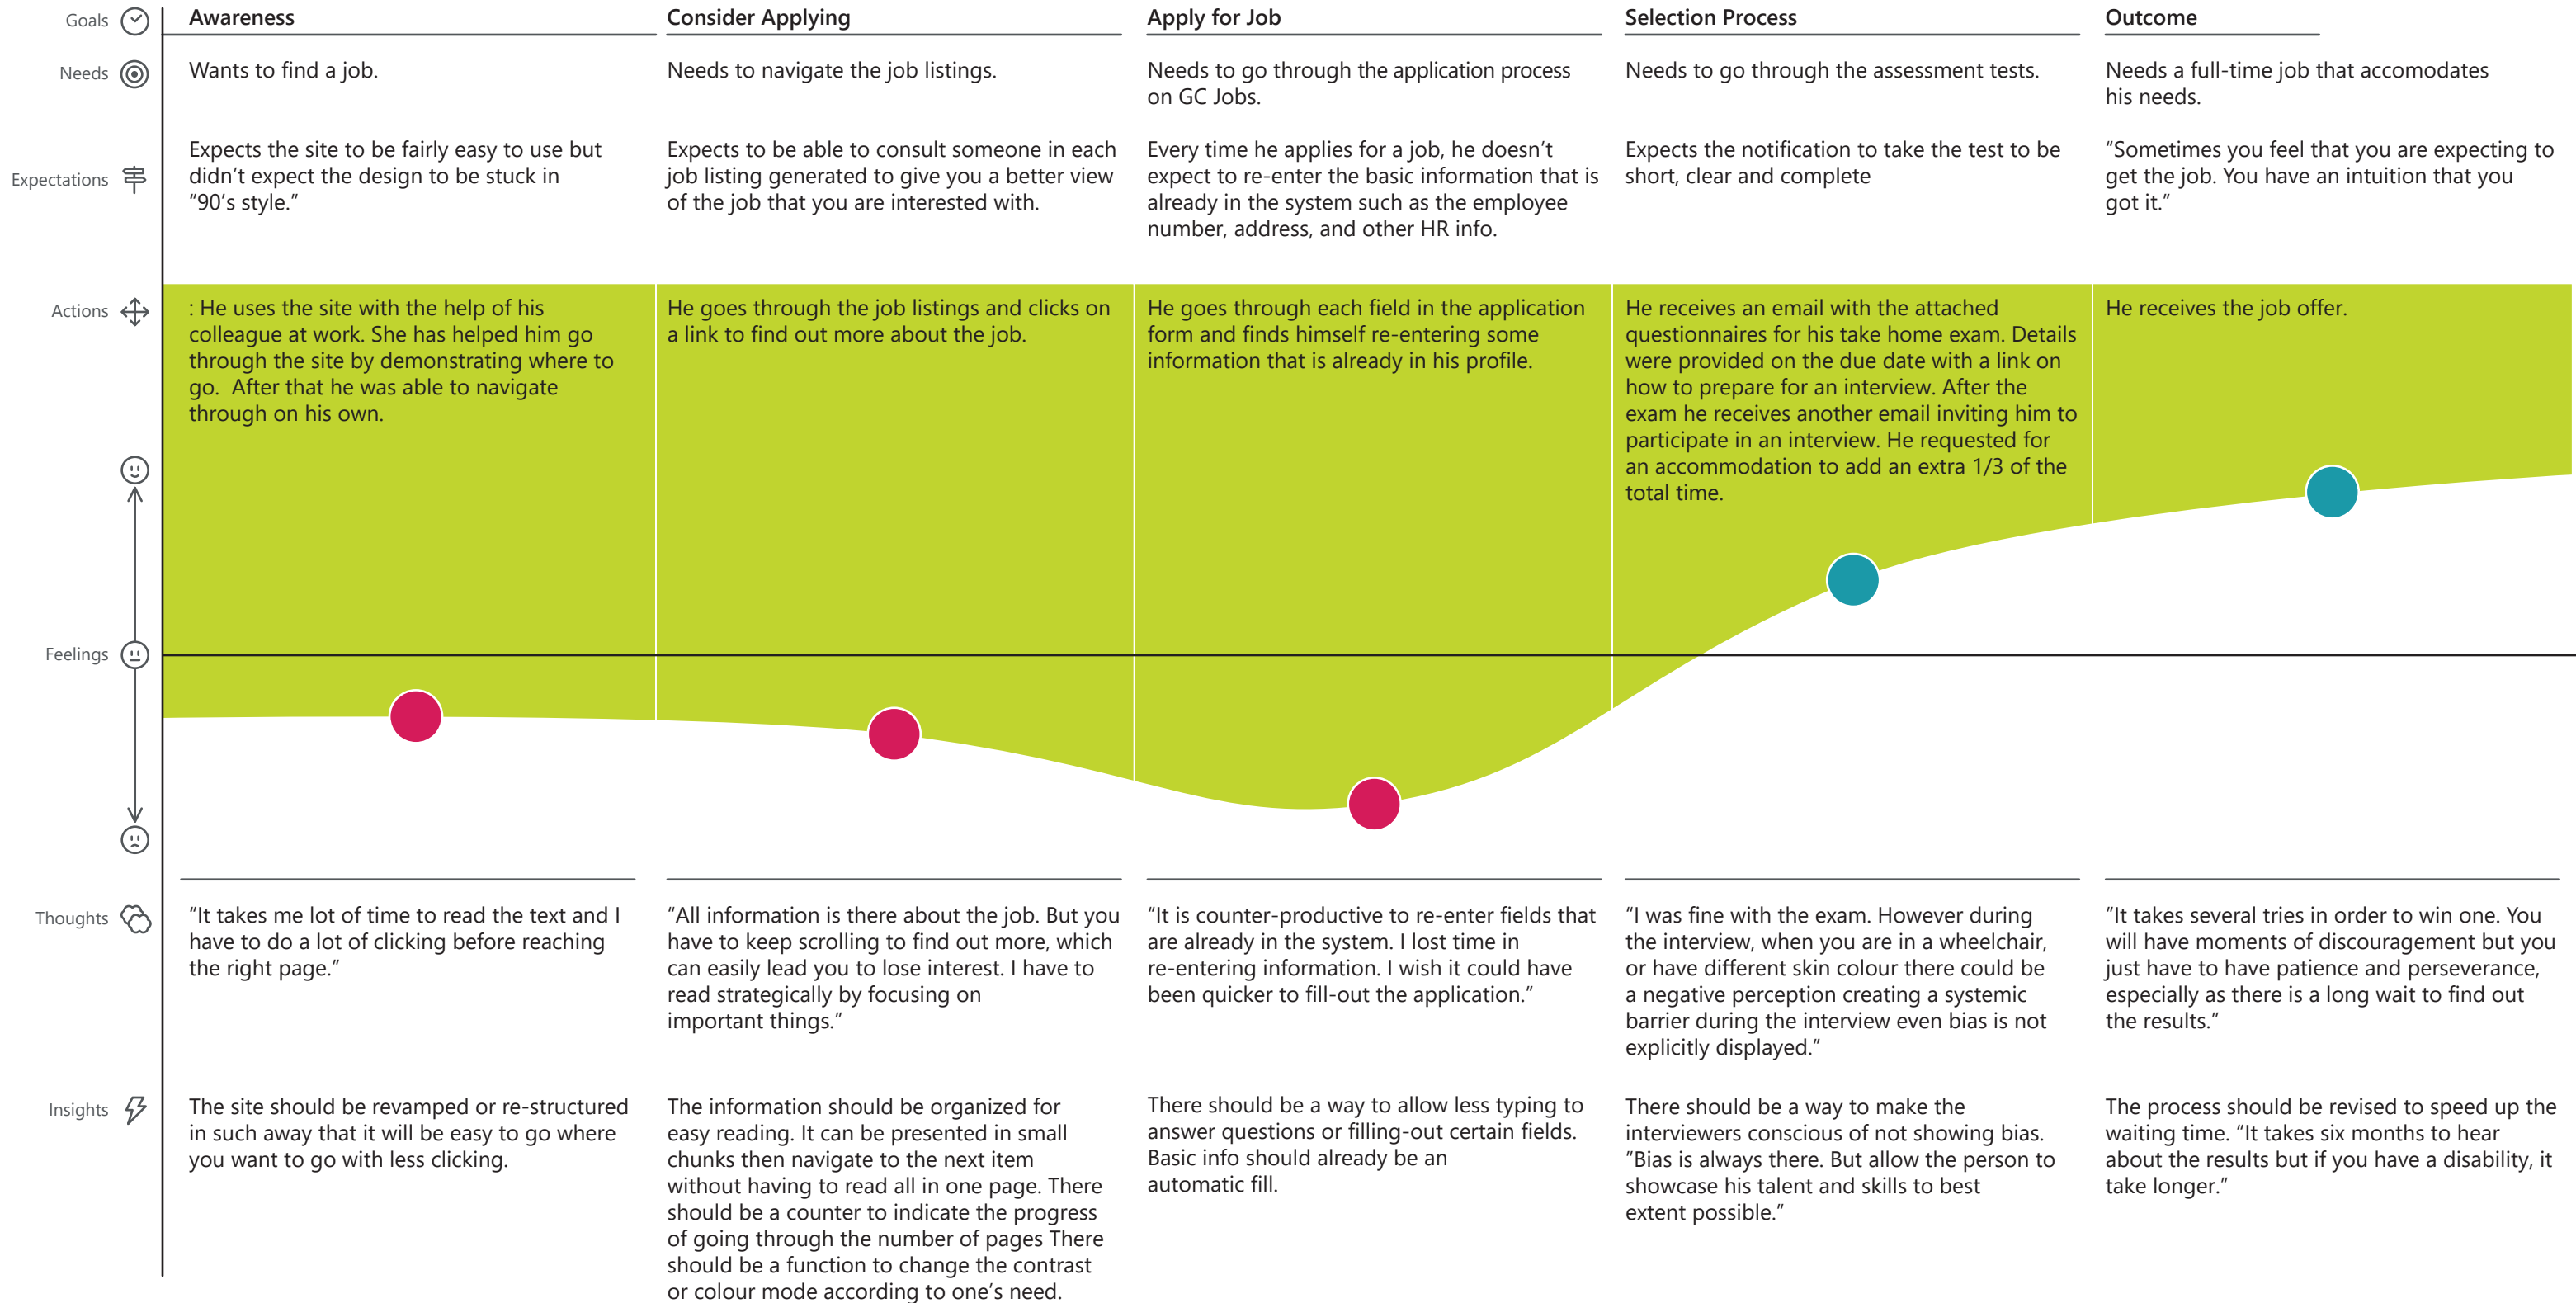 Goals
Awareness
Consider Applying
Apply for Job
Selection Process
Outcome
Needs
Wants to find a job.
Needs to navigate the job listings.
Needs to go through the application process
on GC Jobs.
Needs to go through the assessment tests.
Needs a full-time job that accomodates
his needs.
Expectations
Expects the site to be fairly easy to use but
didn’t expect the design to be stuck in
“90’s style.”
Expects to be able to consult someone in each
job listing generated to give you a better view
of the job that you are interested with.
Every time he applies for a job, he doesn’t
expect to re-enter the basic information that is
already in the system such as the employee
number, address, and other HR info.
Expects the notification to take the test to be
short, clear and complete
“Sometimes you feel that you are expecting to
get the job. You have an intuition that you
got it.”
Actions
: He uses the site with the help of his
colleague at work. She has helped him go
through the site by demonstrating where to
go.  After that he was able to navigate
through on his own.
He goes through the job listings and clicks on
a link to find out more about the job.
He goes through each field in the application
form and finds himself re-entering some
information that is already in his profile.
He receives an email with the attached
questionnaires for his take home exam. Details
were provided on the due date with a link on
how to prepare for an interview. After the
exam he receives another email inviting him to
participate in an interview. He requested for
an accommodation to add an extra 1/3 of the
total time.
He receives the job offer.
Feelings
Thoughts
“It takes me lot of time to read the text and I
have to do a lot of clicking before reaching
the right page.”
“All information is there about the job. But you
have to keep scrolling to find out more, which
can easily lead you to lose interest. I have to
read strategically by focusing on
important things.”
“It is counter-productive to re-enter fields that
are already in the system. I lost time in
re-entering information. I wish it could have
been quicker to fill-out the application.”
“I was fine with the exam. However during
the interview, when you are in a wheelchair,
or have different skin colour there could be
a negative perception creating a systemic
barrier during the interview even bias is not
explicitly displayed.”
“It takes several tries in order to win one. You
will have moments of discouragement but you
just have to have patience and perseverance,
especially as there is a long wait to find out
the results.”
Insights
The site should be revamped or re-structured
in such away that it will be easy to go where
you want to go with less clicking.
The information should be organized for
easy reading. It can be presented in small
chunks then navigate to the next item
without having to read all in one page. There
should be a counter to indicate the progress
of going through the number of pages There
should be a function to change the contrast
or colour mode according to one’s need.
There should be a way to allow less typing to
answer questions or filling-out certain fields.
Basic info should already be an
automatic fill.
There should be a way to make the
interviewers conscious of not showing bias.
“Bias is always there. But allow the person to
showcase his talent and skills to best
extent possible.”
The process should be revised to speed up the
waiting time. “It takes six months to hear
about the results but if you have a disability, it
take longer.”